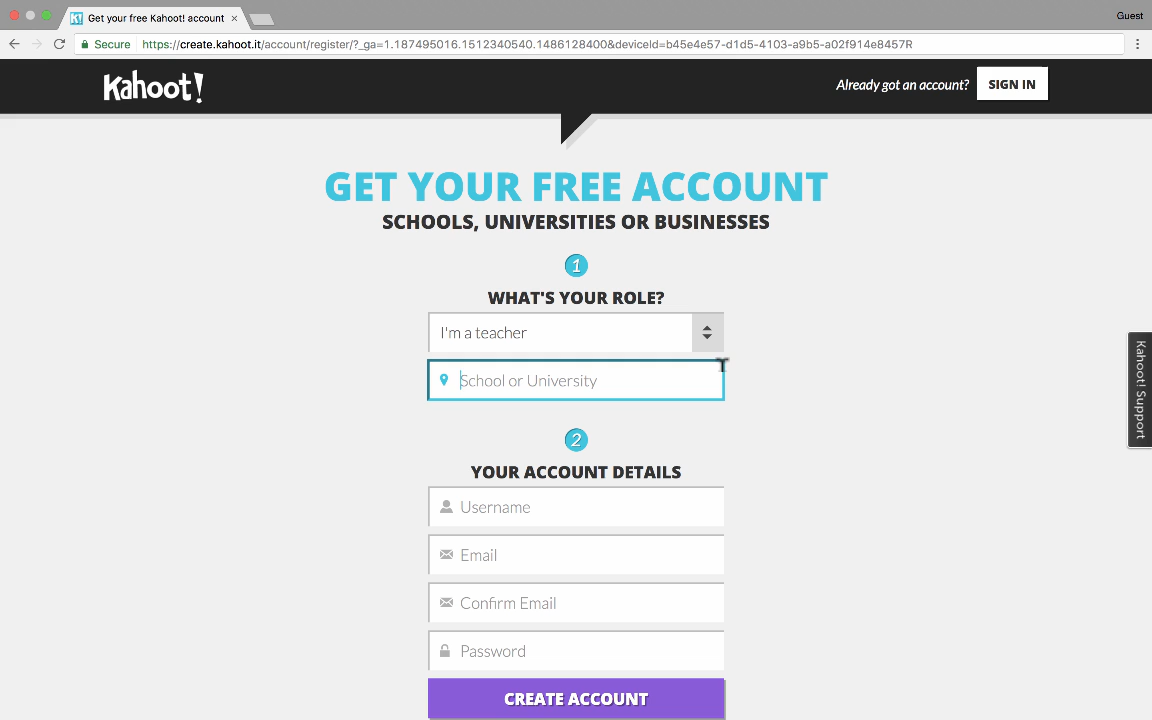 Get your free Kahoot! account
Guest
Secure https://create.kahoot.it/account/register/?_ga=1.187495016.1512340540.1486128400&deviceId=b45e4e57-d1d5-4103-a9b5-a02f914e8457R
Kahoot!
Already got an account? SIGN IN
GET YOUR FREE ACCOUNT
SCHOOLS, UNIVERSITIES OR BUSINESSES
1
WHAT'S YOUR ROLE?
I'm a teacher
School or University
Kahoot! Support
2
YOUR ACCOUNT DETAILS
Username
Email
Confirm Email
Password
CREATE ACCOUNT